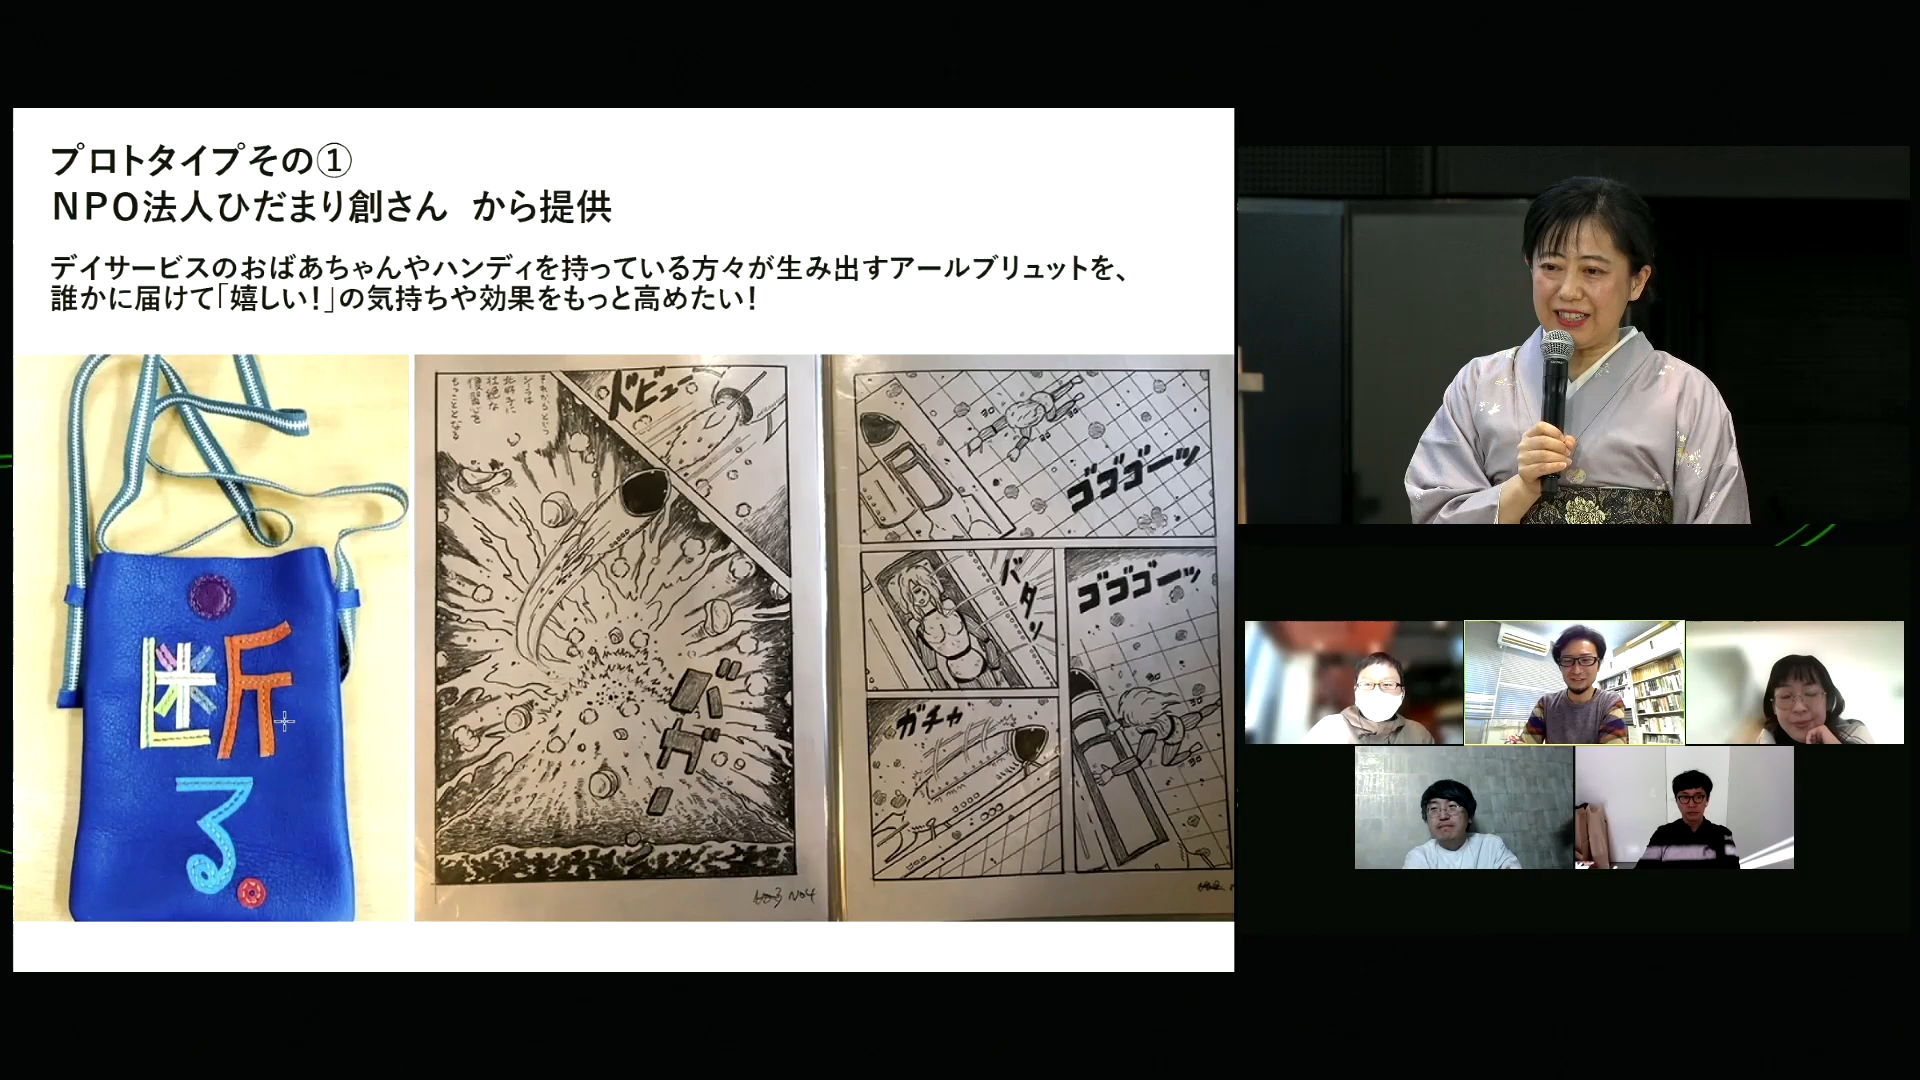 プロトタイプその①
NPO法人ひだまり創さん から提供
デイサービスのおばあちゃんやハンディを持っている方々が生み出すアールブリュットを、
誰かに届けて「嬉しい！」の気持ちや効果をもっと高めたい！
断
る
ドビュー
ゴゴゴーッ
バタン
ゴゴゴーッ
ガチャ
No4